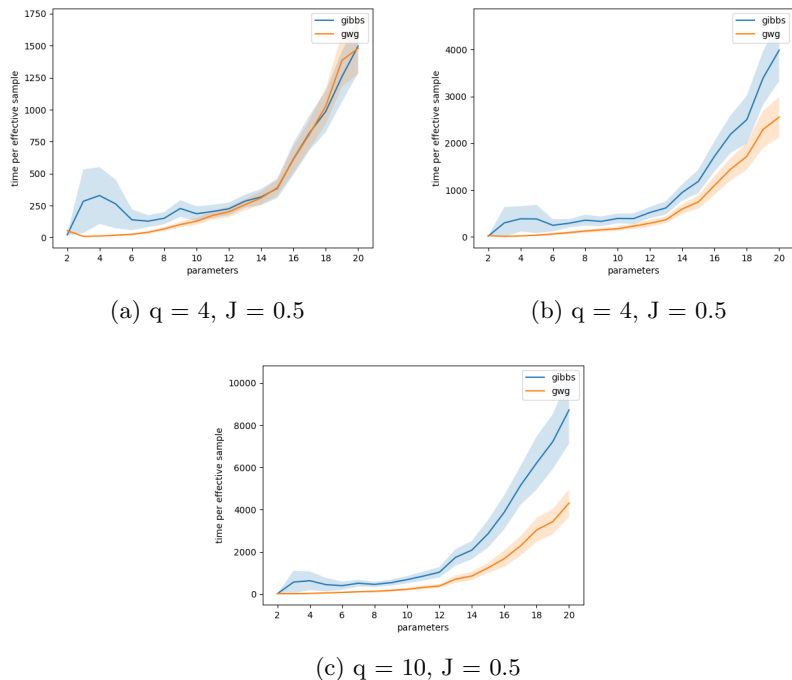 1750
1500
1250
1000
750
500
250
0
time per effective sample
2 4 6 8 10 12 14 16 18 20
parameters
gibbs
gwg
(a) q = 4, J = 0.5
4000
3000
2000
1000
0
time per effective sample
2 4 6 8 10 12 14 16 18 20
parameters
gibbs
gwg
(b) q = 4, J = 0.5
10000
8000
6000
4000
2000
0
time per effective sample
2 4 6 8 10 12 14 16 18 20
parameters
gibbs
gwg
(c) q = 10, J = 0.5